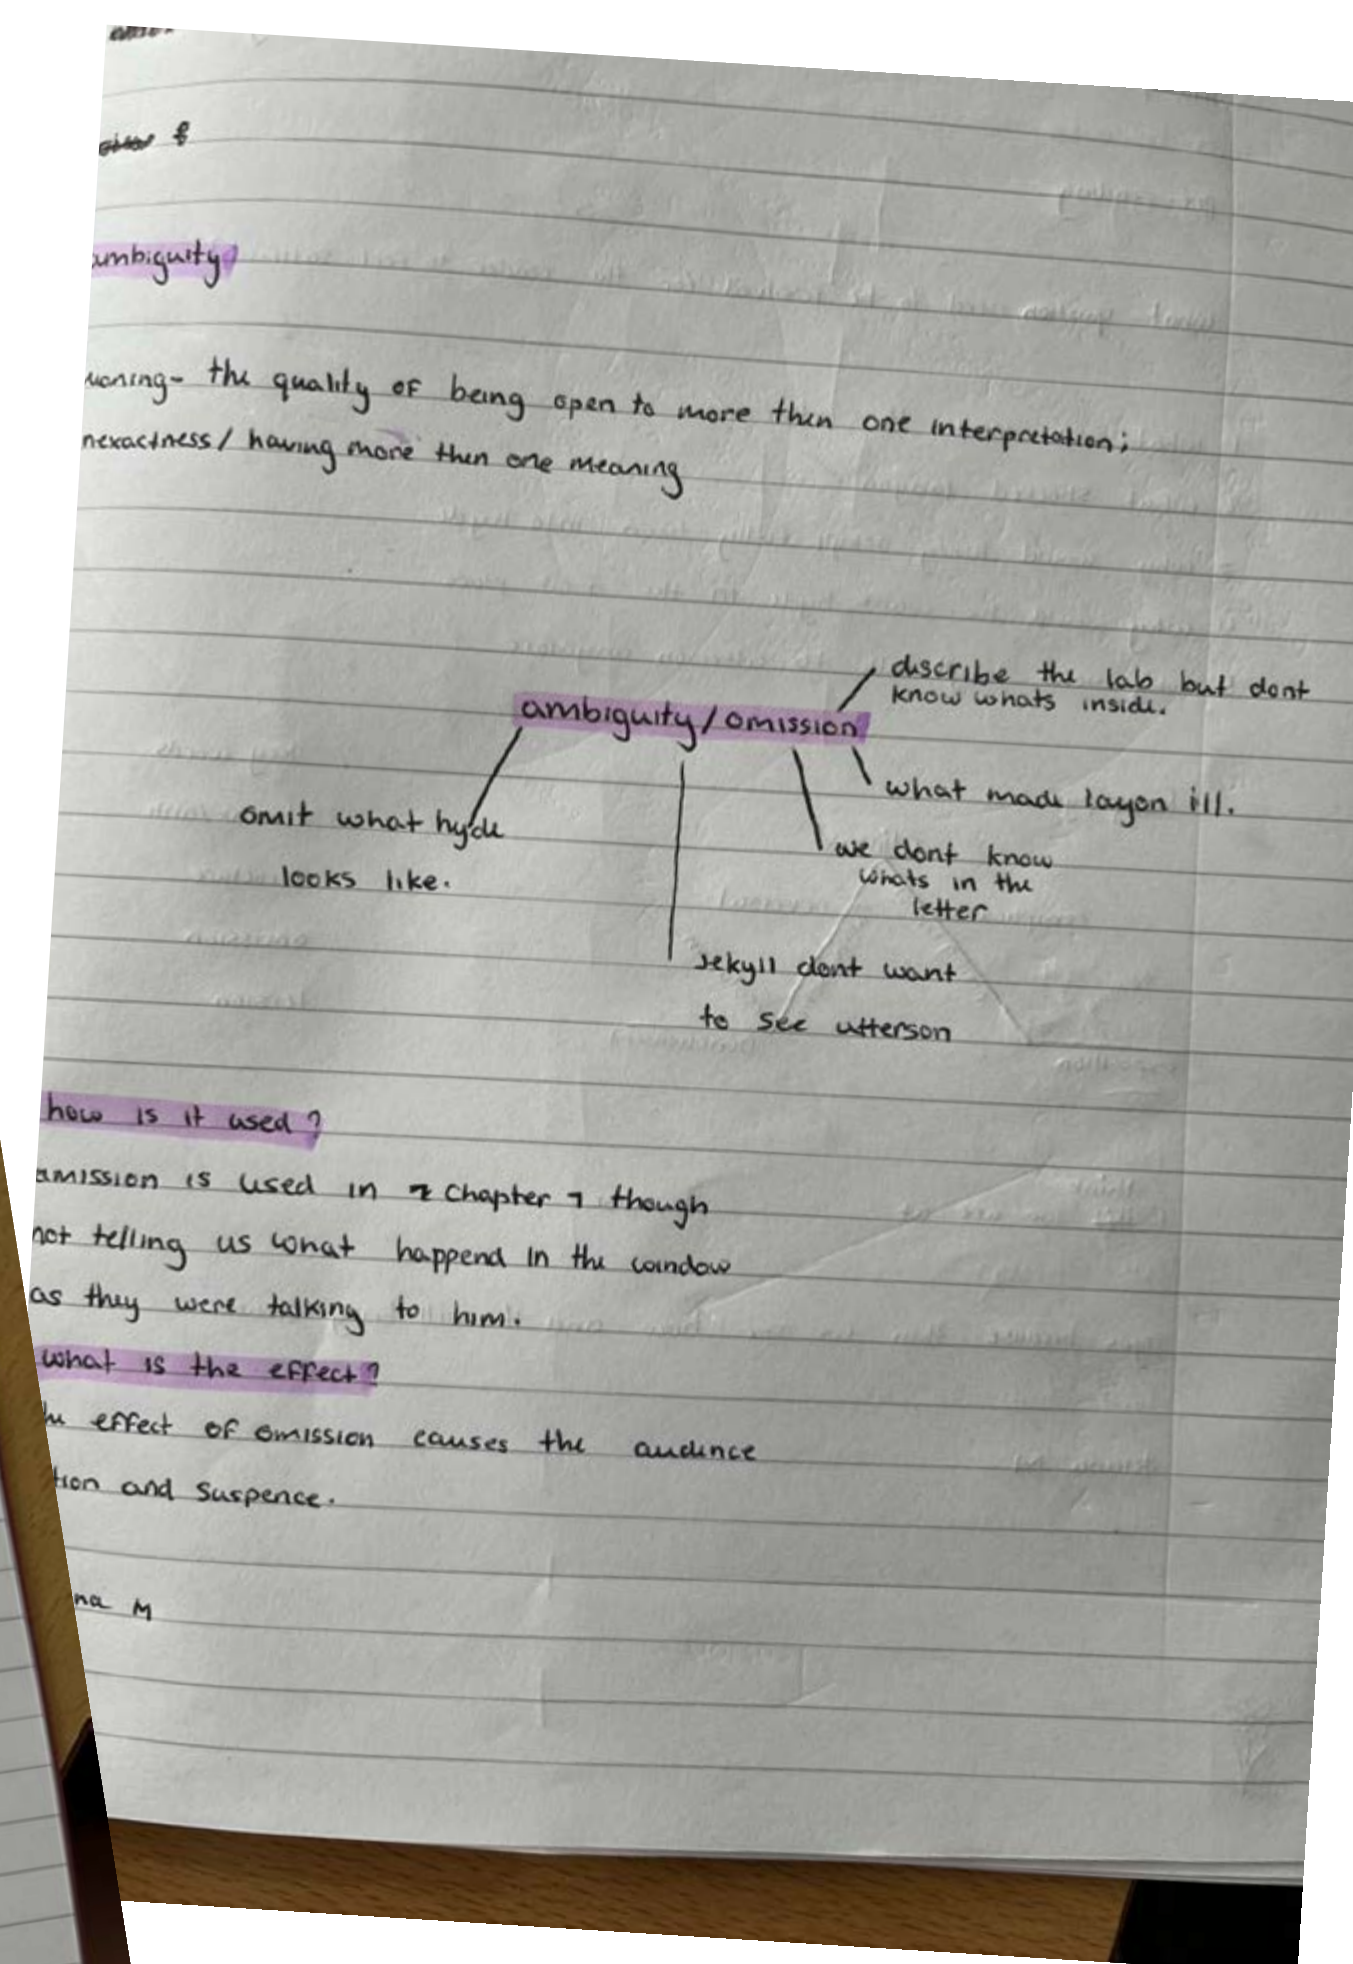 ambiguity
meaning- the quality of being open to more then one interpretation;
nexactness / having more then one meaning
describe the lab but dont
know whats inside.
ambiguity / omission
what made layon ill.
omit what hyde
looks like.
we dont know
whats in the
letter
Jekyll dont want
to see utterson
how is it used?
omission is used in chapter 7 though
not telling us what happend in the window
as they were talking to him.
what is the effect?
effect of omission causes the audince
tion and suspence.
na M